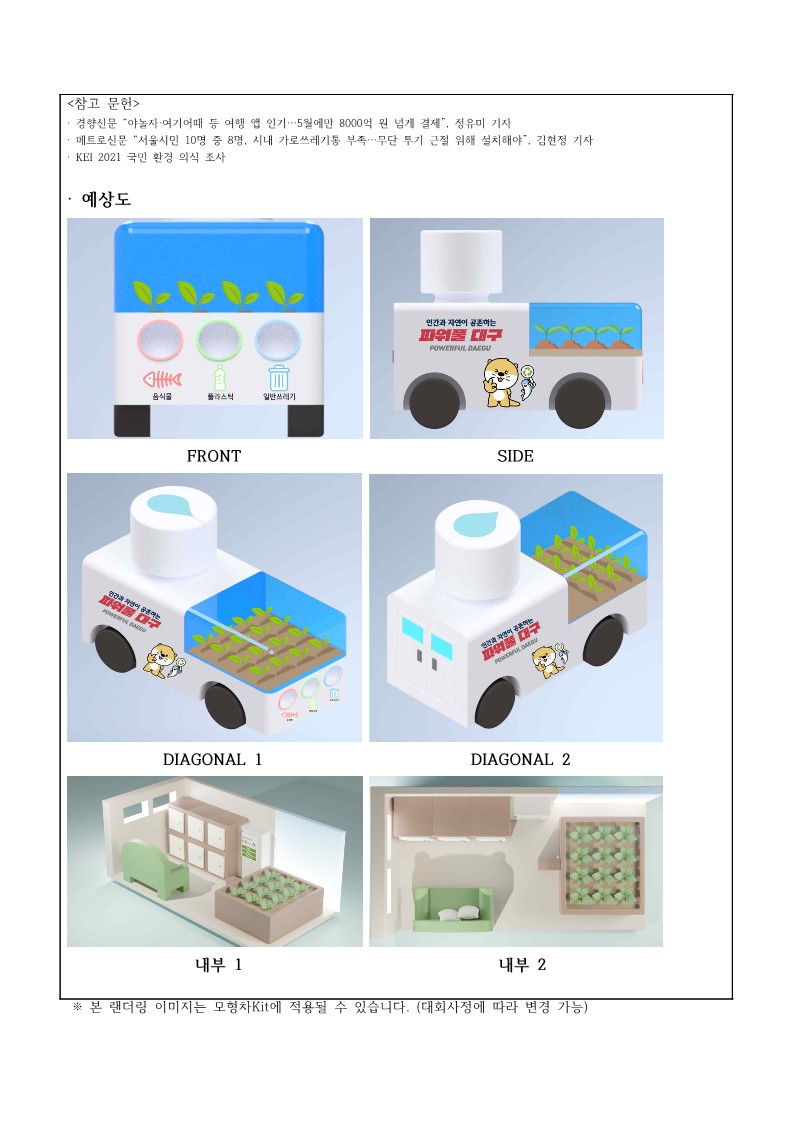 <참고 문헌>
· 경향신문 “야놀자·여기어때 등 여행 앱 인기…5월에만 8000억 원 넘게 결제”, 정유미 기자
· 메트로신문 “서울시민 10명 중 8명, 시내 가로쓰레기통 부족…무단 투기 근절 위해 설치해야”, 김현정 기자
· KEI 2021 국민 환경 의식 조사
· 예상도
음식물 플라스틱 일반쓰레기
인간과 자연이 공존하는
파워풀 대구
POWERFUL DAEGU
FRONT SIDE
인간과 자연이 공존하는
파워풀 대구
POWERFUL DAEGU
인간과 자연이 공존하는
파워풀 대구
POWERFUL DAEGU
DIAGONAL 1 DIAGONAL 2
내부 1 내부 2
※ 본 랜더링 이미지는 모형차Kit에 적용될 수 있습니다. (대회사정에 따라 변경 가능)